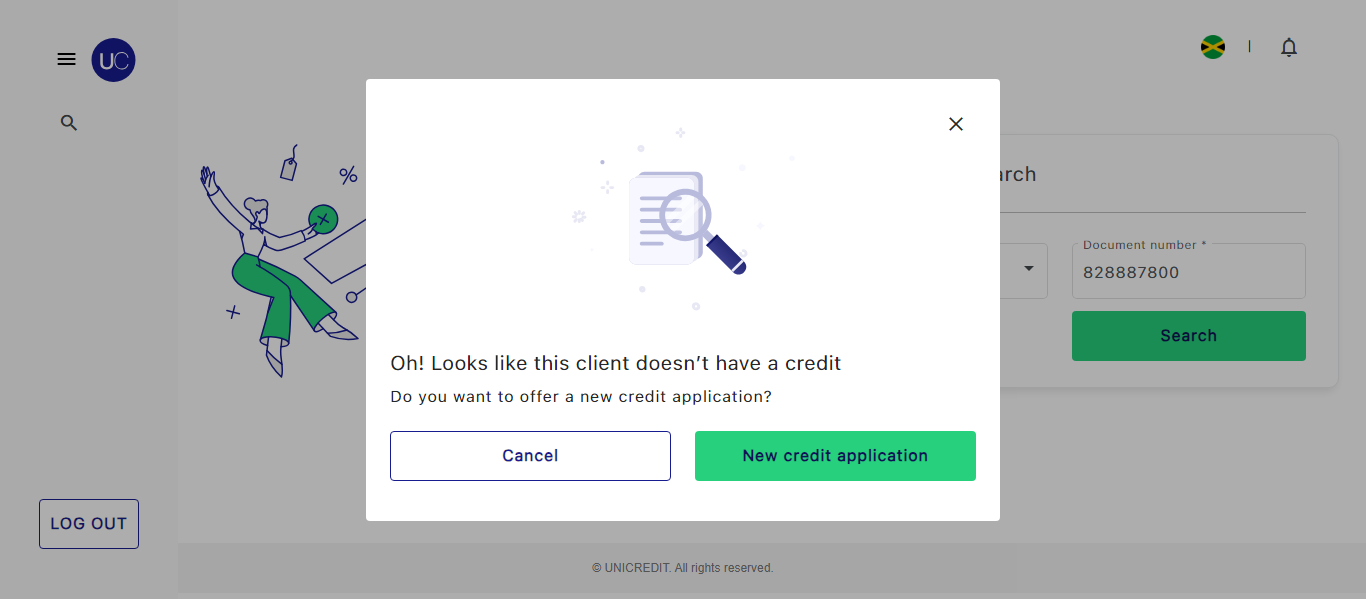 UC
arch
Document number *
828887800
Search
Oh! Looks like this client doesn’t have a credit
Do you want to offer a new credit application?
Cancel
New credit application
LOG OUT
© UNICREDIT. All rights reserved.